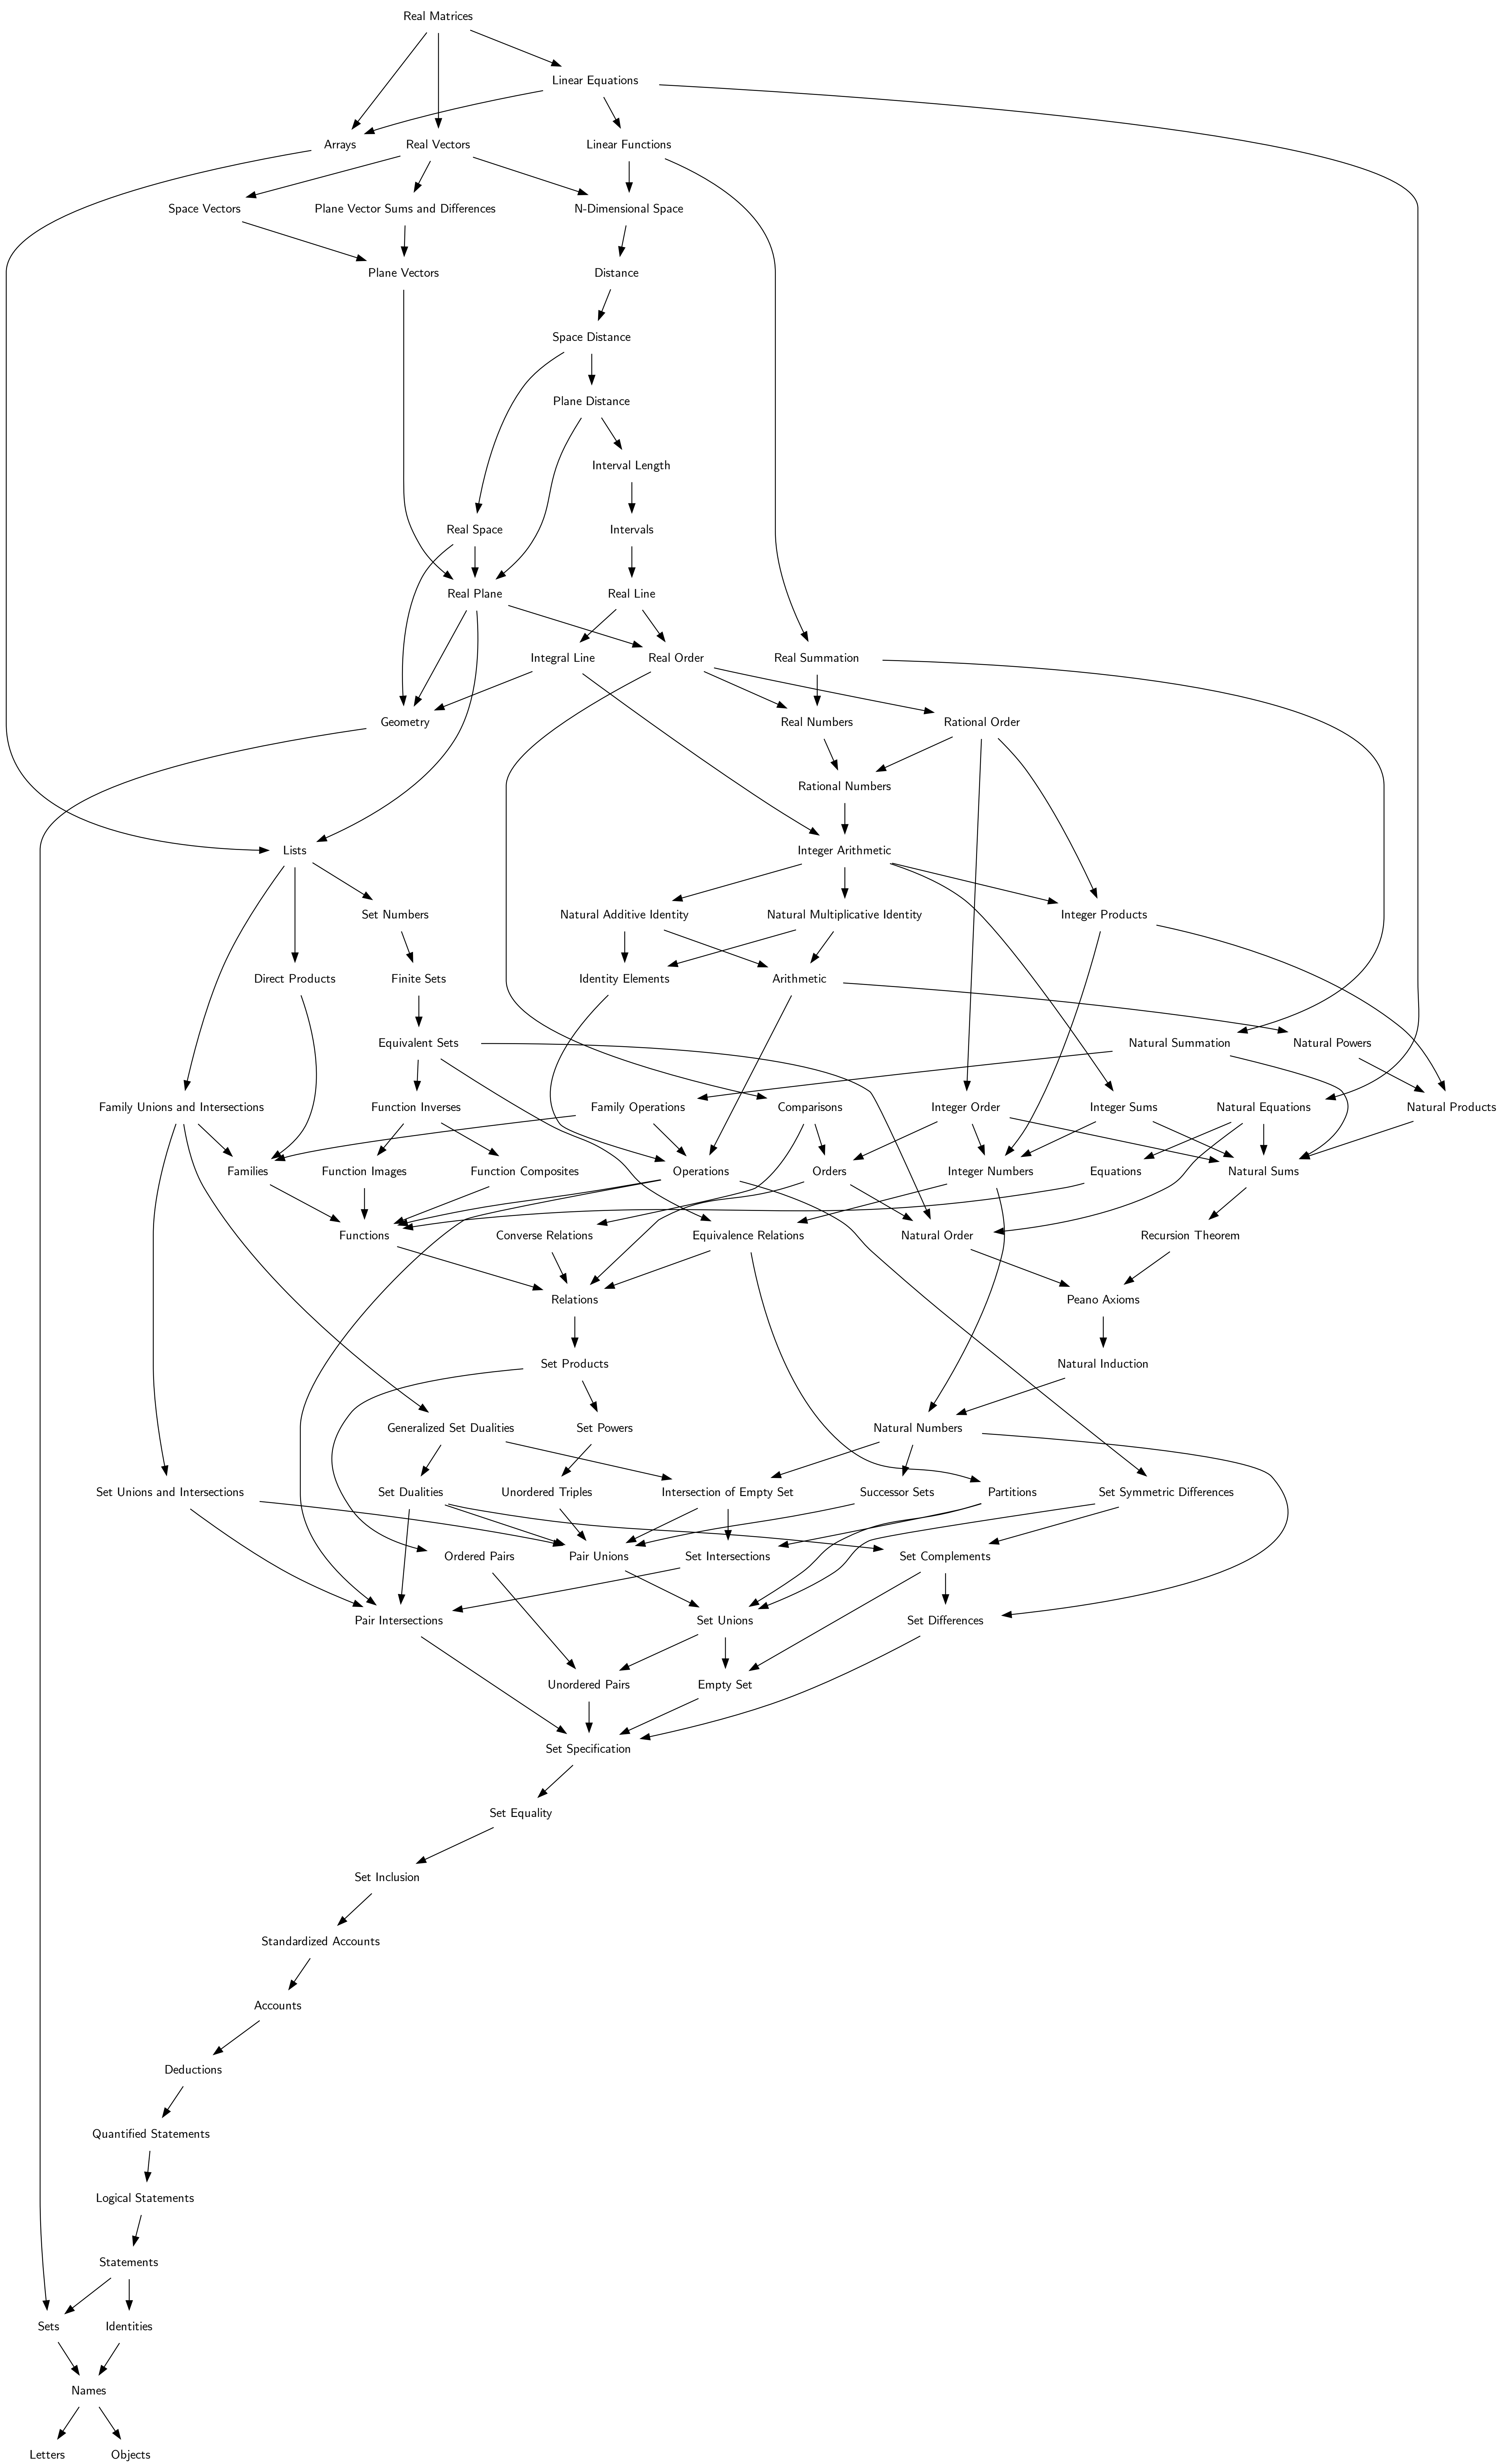 Real Matrices
Linear Equations
Arrays
Real Vectors
Linear Functions
Space Vectors
Plane Vector Sums and Differences
N-Dimensional Space
Plane Vectors
Distance
Space Distance
Plane Distance
Interval Length
Real Space
Intervals
Real Plane
Real Line
Integral Line
Real Order
Real Summation
Geometry
Real Numbers
Rational Order
Rational Numbers
Lists
Integer Arithmetic
Set Numbers
Natural Additive Identity
Natural Multiplicative Identity
Integer Products
Direct Products
Finite Sets
Identity Elements
Arithmetic
Equivalent Sets
Natural Summation
Natural Powers
Family Unions and Intersections
Function Inverses
Family Operations
Comparisons
Integer Order
Integer Sums
Natural Equations
Natural Products
Families
Function Images
Function Composites
Operations
Orders
Integer Numbers
Equations
Natural Sums
Functions
Converse Relations
Equivalence Relations
Natural Order
Recursion Theorem
Relations
Peano Axioms
Set Products
Natural Induction
Generalized Set Dualities
Set Powers
Natural Numbers
Set Unions and Intersections
Set Dualities
Unordered Triples
Intersection of Empty Set
Successor Sets
Partitions
Set Symmetric Differences
Ordered Pairs
Pair Unions
Set Intersections
Set Complements
Pair Intersections
Set Unions
Set Differences
Unordered Pairs
Empty Set
Set Specification
Set Equality
Set Inclusion
Standardized Accounts
Accounts
Deductions
Quantified Statements
Logical Statements
Statements
Sets
Identities
Names
Letters
Objects